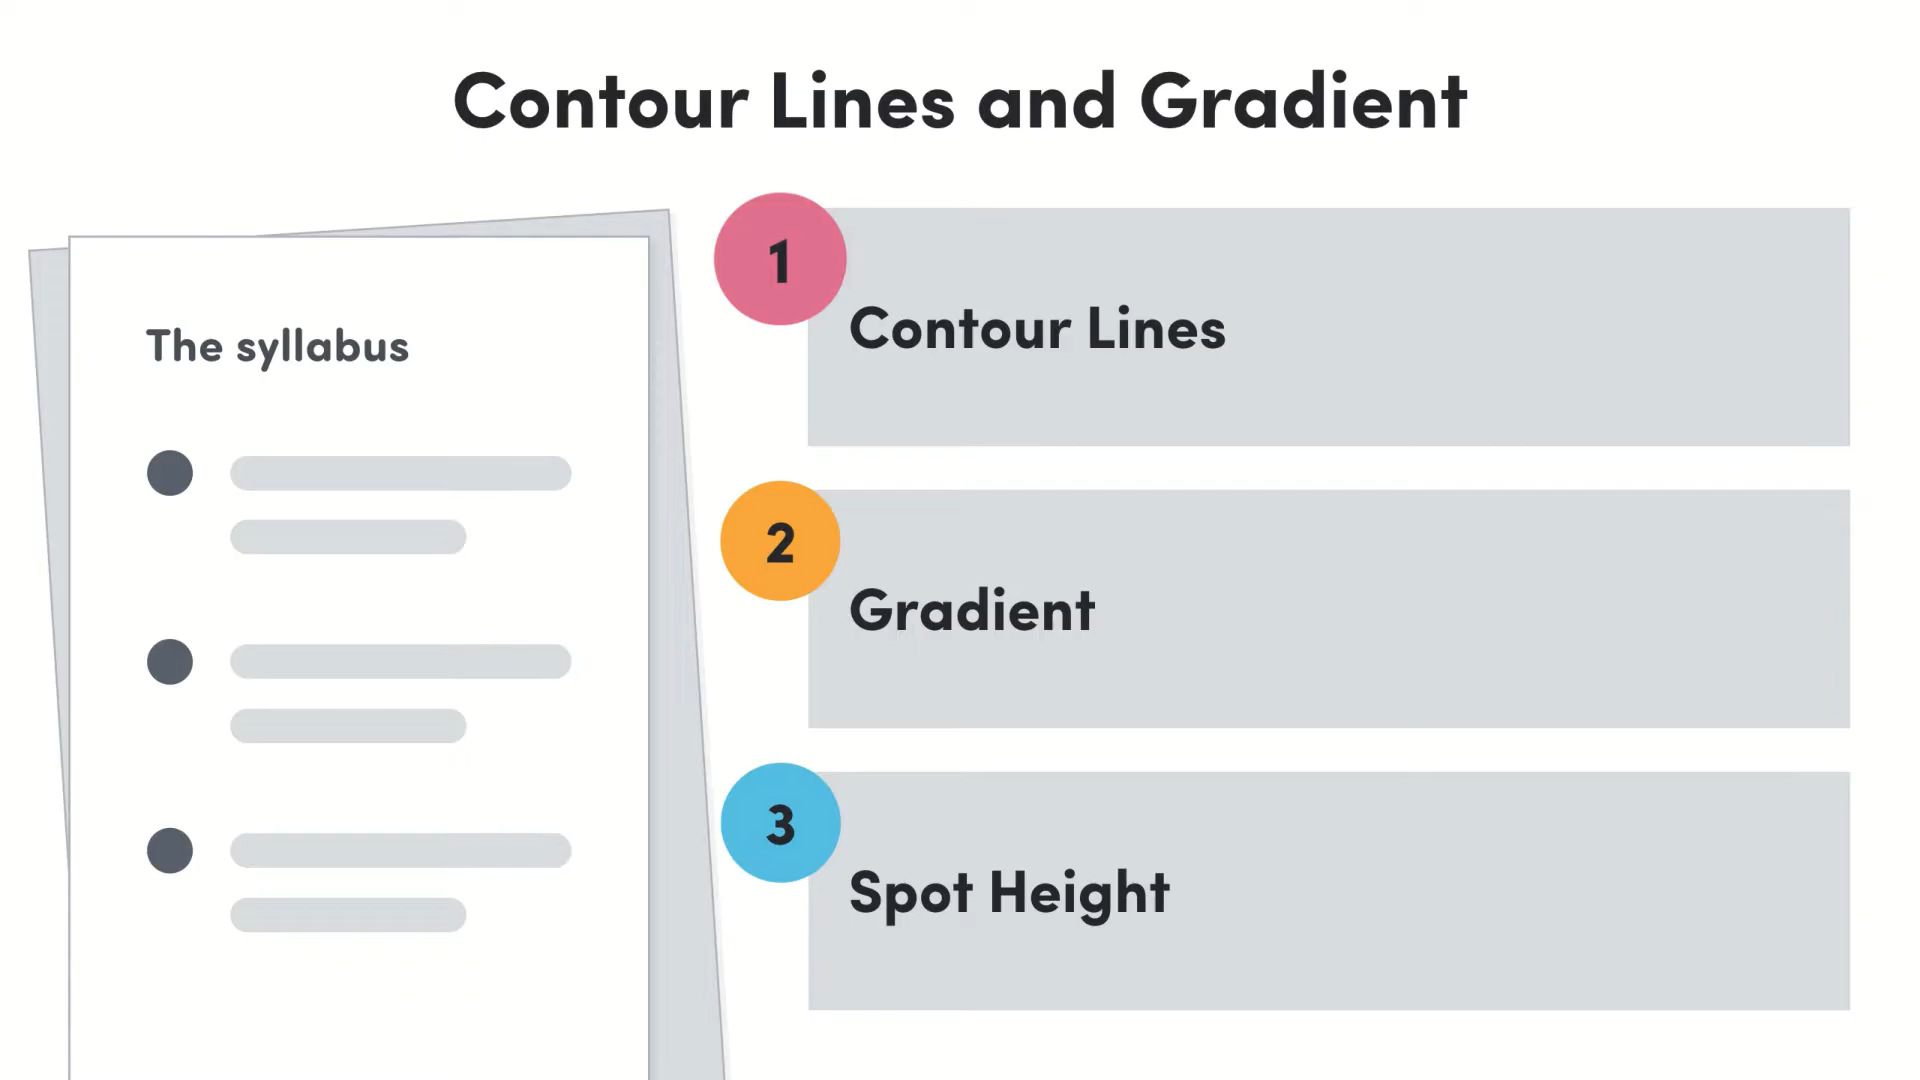 Contour Lines and Gradient
The syllabus
1
Contour Lines
2
Gradient
3
Spot Height